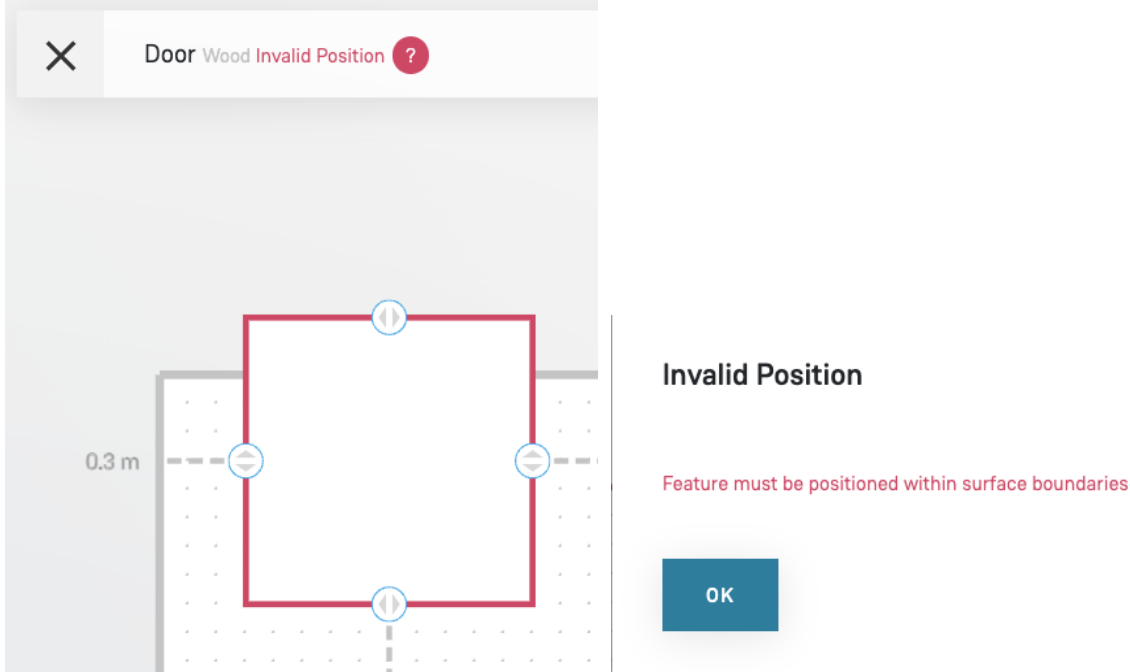 Door Wood Invalid Position ?
0.3 m
Invalid Position
Feature must be positioned within surface boundaries
OK